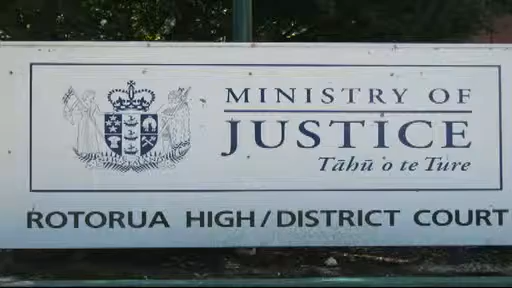 MINISTRY OF
JUSTICE
Tāhū o te Ture
ROTORUA HIGH/DISTRICT COURT